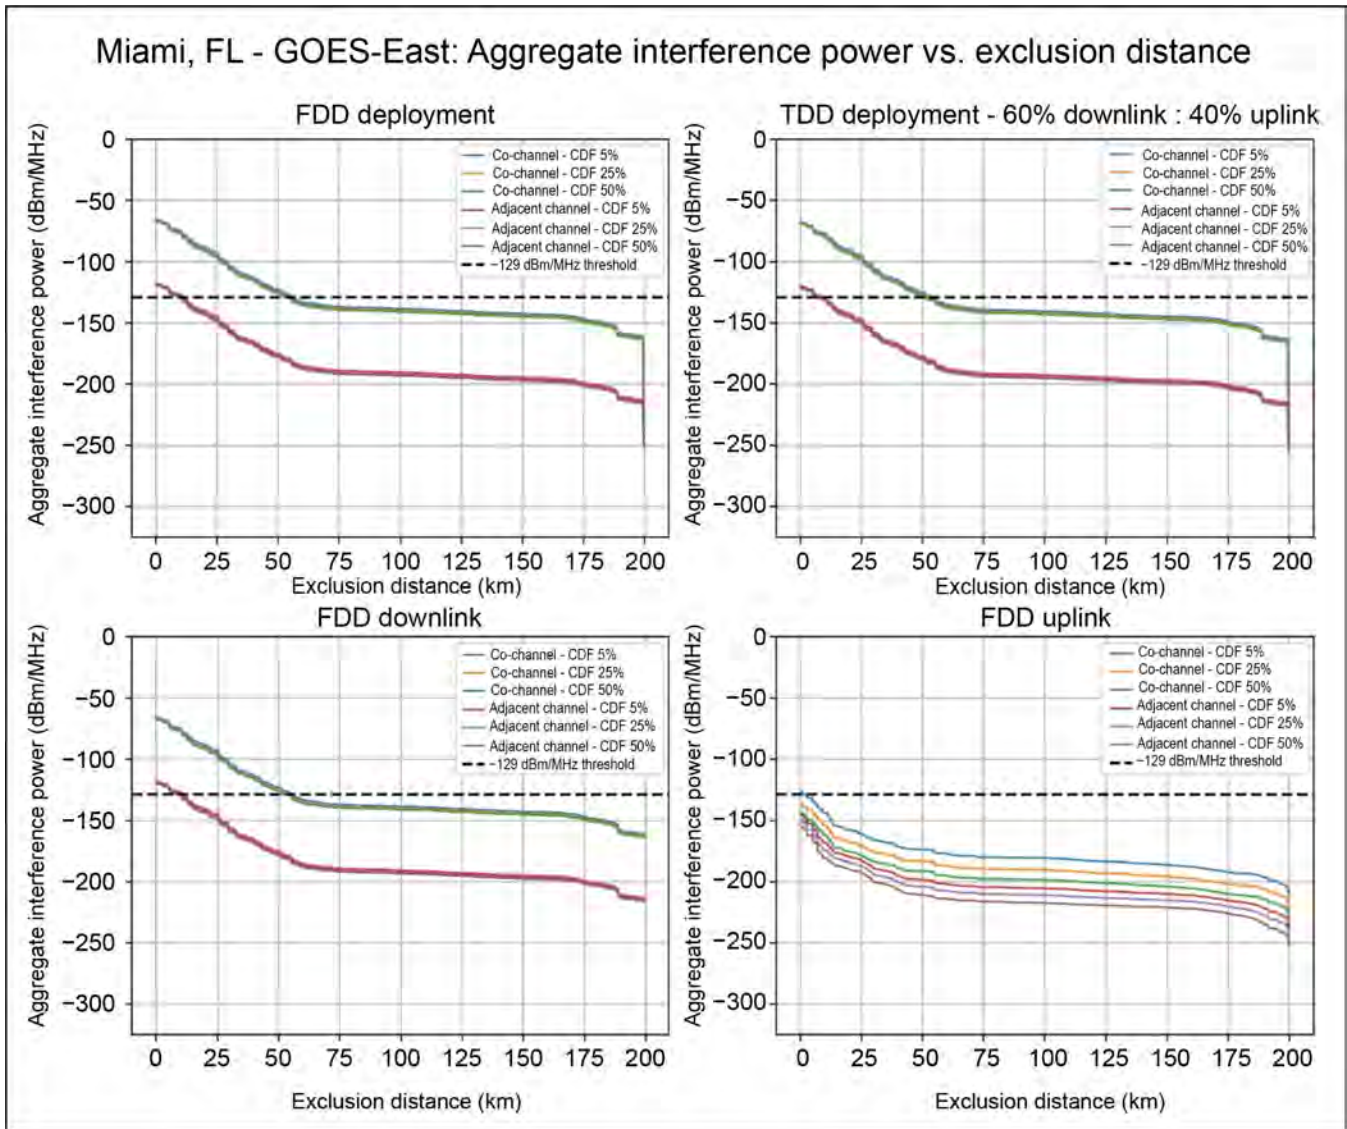 Miami, FL - GOES-East: Aggregate interference power vs. exclusion distance
FDD deployment
Aggregate interference power (dBm/MHz)
0
−50
−100
−150
−200
−250
−300
Co-channel - CDF 5%
Co-channel - CDF 25%
Co-channel - CDF 50%
Adjacent channel - CDF 5%
Adjacent channel - CDF 25%
Adjacent channel - CDF 50%
−129 dBm/MHz threshold
0 25 50 75 100 125 150 175 200
Exclusion distance (km)
TDD deployment - 60% downlink : 40% uplink
Aggregate interference power (dBm/MHz)
0
−50
−100
−150
−200
−250
−300
Co-channel - CDF 5%
Co-channel - CDF 25%
Co-channel - CDF 50%
Adjacent channel - CDF 5%
Adjacent channel - CDF 25%
Adjacent channel - CDF 50%
−129 dBm/MHz threshold
0 25 50 75 100 125 150 175 200
Exclusion distance (km)
FDD downlink
Aggregate interference power (dBm/MHz)
0
−50
−100
−150
−200
−250
−300
Co-channel - CDF 5%
Co-channel - CDF 25%
Co-channel - CDF 50%
Adjacent channel - CDF 5%
Adjacent channel - CDF 25%
Adjacent channel - CDF 50%
−129 dBm/MHz threshold
0 25 50 75 100 125 150 175 200
Exclusion distance (km)
FDD uplink
Aggregate interference power (dBm/MHz)
0
−50
−100
−150
−200
−250
−300
Co-channel - CDF 5%
Co-channel - CDF 25%
Co-channel - CDF 50%
Adjacent channel - CDF 5%
Adjacent channel - CDF 25%
Adjacent channel - CDF 50%
−129 dBm/MHz threshold
0 25 50 75 100 125 150 175 200
Exclusion distance (km)